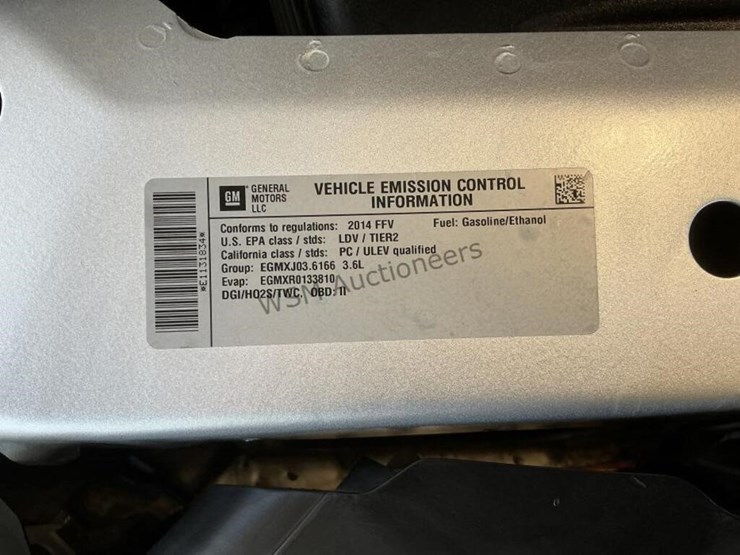 GM
GENERAL
MOTORS
LLC
VEHICLE EMISSION CONTROL
INFORMATION
Conforms to regulations: 2014 FFV Fuel: Gasoline/Ethanol
U.S. EPA class / stds: LDV / TIER2
California class / stds: PC / ULEV qualified
Group: EGMXJ03.6166 3.6L
Evap: EGMXR0133810
DGI/HO2S/TWC, OBD: II
*E1131834*
WSM Auctioneers